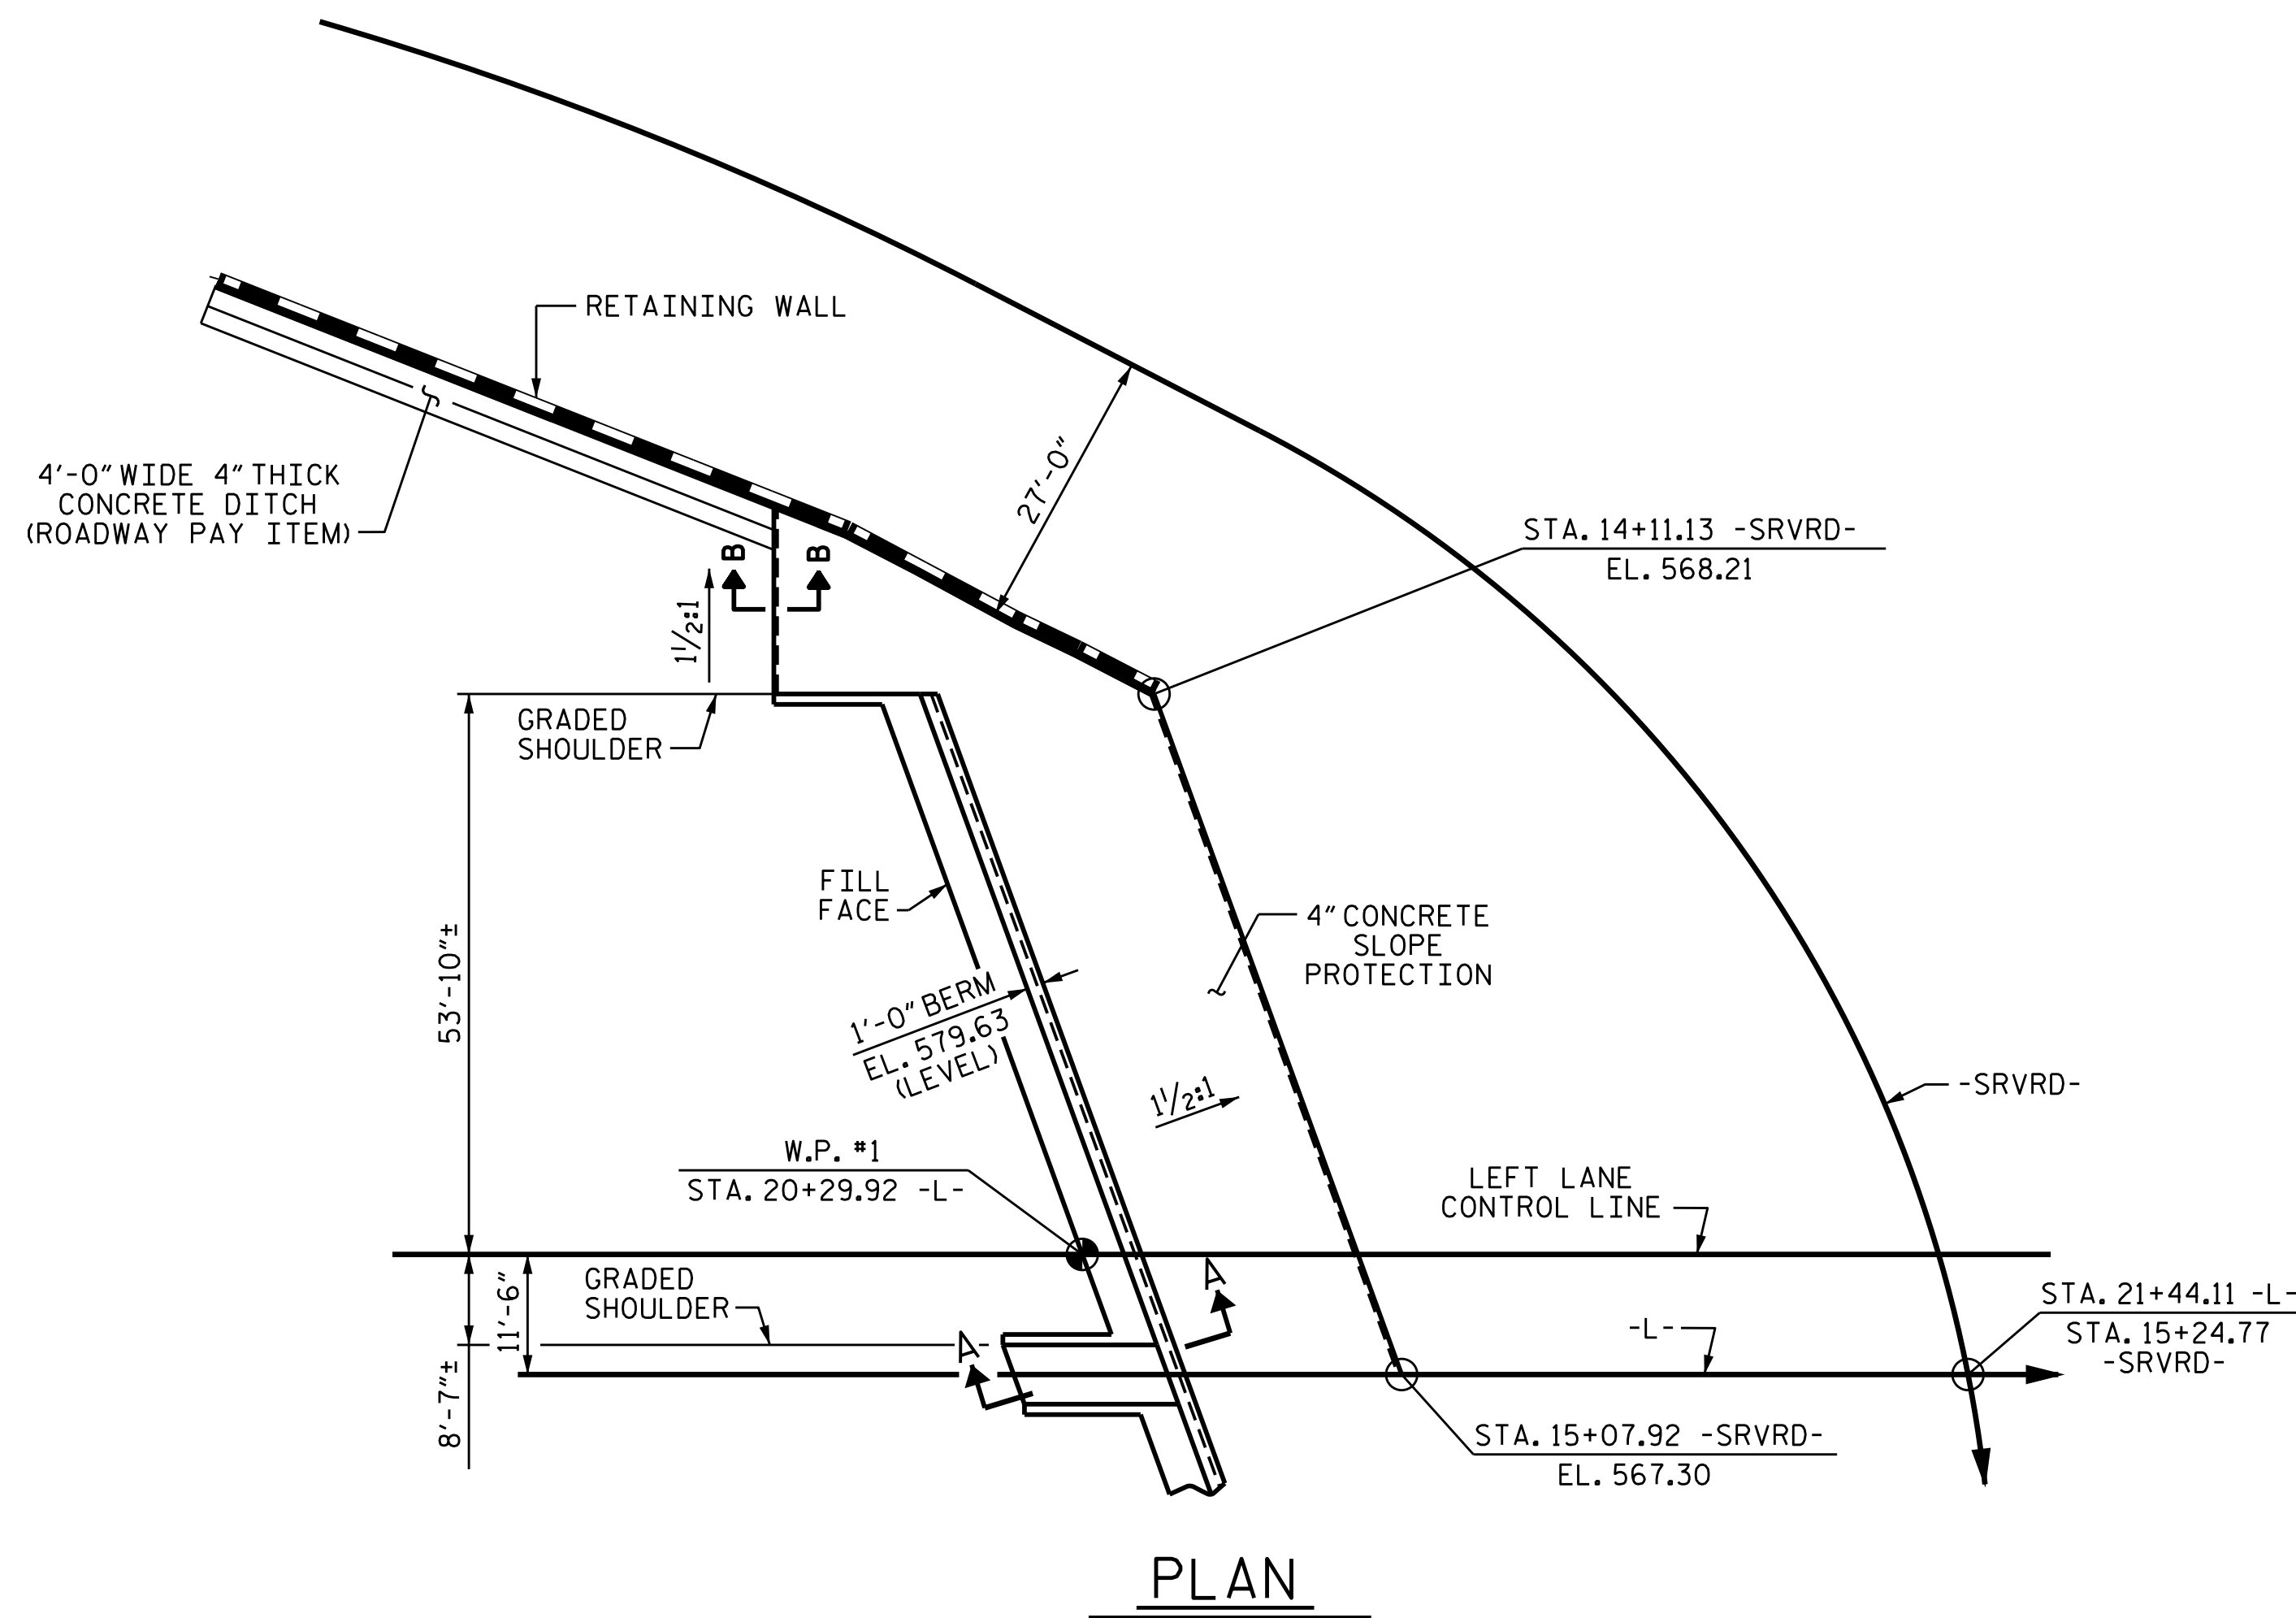 RETAINING WALL
4'-0" WIDE 4" THICK
CONCRETE DITCH
(ROADWAY PAY ITEM)
27'-0"
STA. 14+11.13 -SRVRD-
EL. 568.21
B
B
1 1/2:1
GRADED
SHOULDER
FILL
FACE
53'-10"±
4" CONCRETE
SLOPE
PROTECTION
1'-0" BERM
EL. 579.63
(LEVEL)
1 1/2:1
-SRVRD-
W.P. #1
STA. 20+29.92 -L-
LEFT LANE
CONTROL LINE
GRADED
SHOULDER
11'-6"
8'-7"±
A
A
-L-
STA. 21+44.11 -L-
STA. 15+24.77
-SRVRD-
STA. 15+07.92 -SRVRD-
EL. 567.30
PLAN